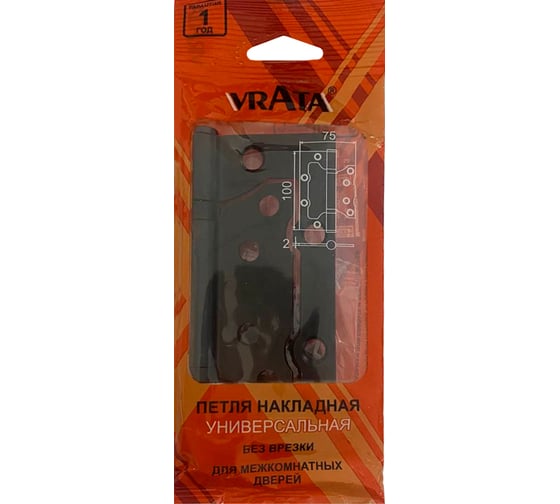 ГАРАНТИЯ
1
ГОД
VRATA®
75
100
2
ПЕТЛЯ НАКЛАДНАЯ
УНИВЕРСАЛЬНАЯ
БЕЗ ВРЕЗКИ
ДЛЯ МЕЖКОМНАТНЫХ
ДВЕРЕЙ